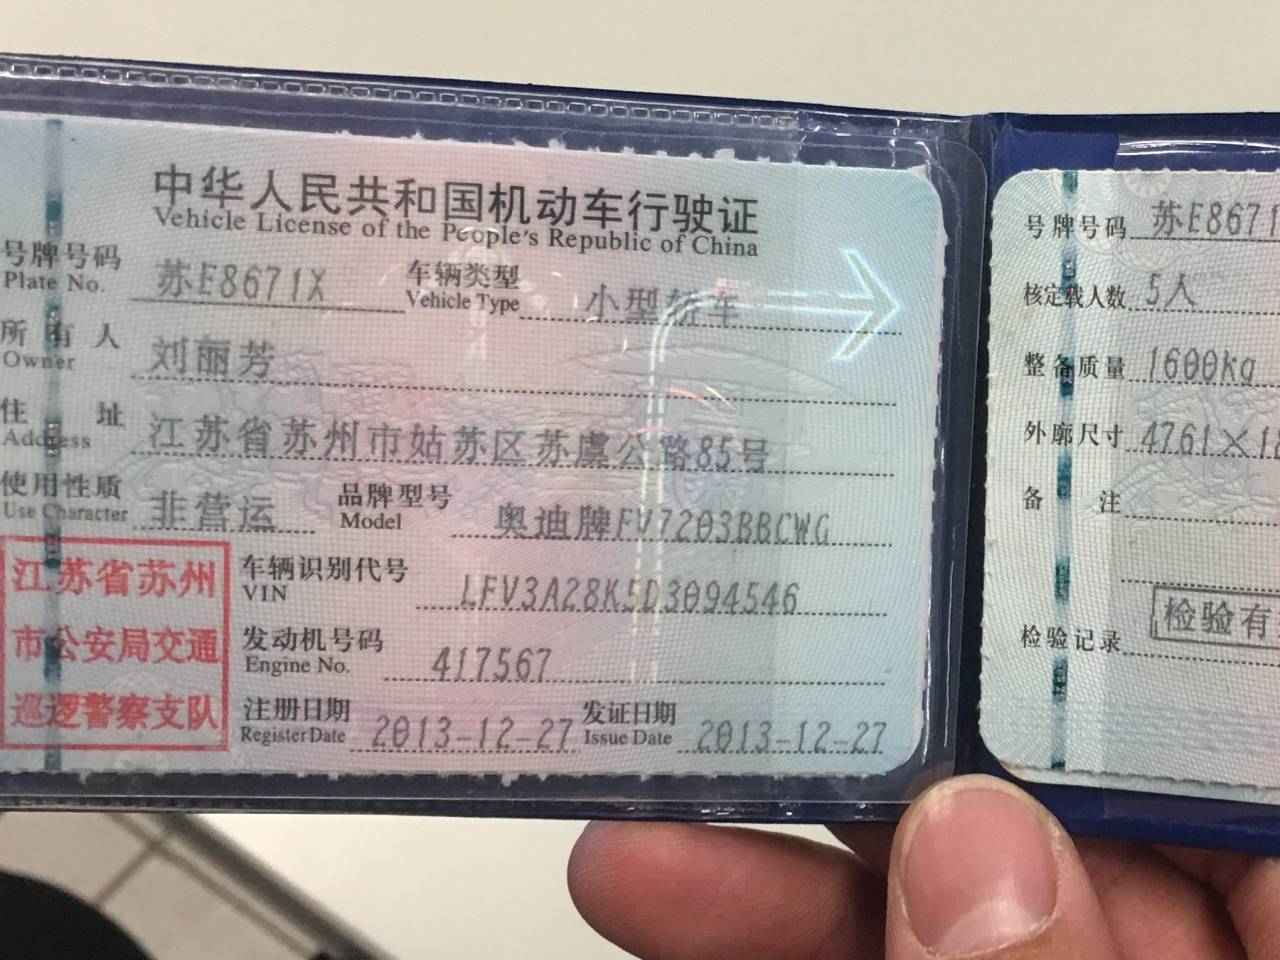 中华人民共和国机动车行驶证
Vehicle License of the People's Republic of China
号牌号码 苏E8671X 车辆类型 小型轿车
Plate No. Vehicle Type
所有人 刘丽芳
Owner
住址 江苏省苏州市姑苏区苏虞公路85号
Address
使用性质 非营运 品牌型号 奥迪牌FV7203BBCWG
Use Character Model
江苏省苏州
市公安局交通
巡逻警察支队
车辆识别代号 LFV3A28K5D3094546
VIN
发动机号码 417567
Engine No.
注册日期 2013-12-27 发证日期 2013-12-27
Register Date Issue Date
号牌号码 苏E8671
核定载人数 5人
整备质量 1600kg
外廓尺寸 4761×18
备注
检验有
检验记录